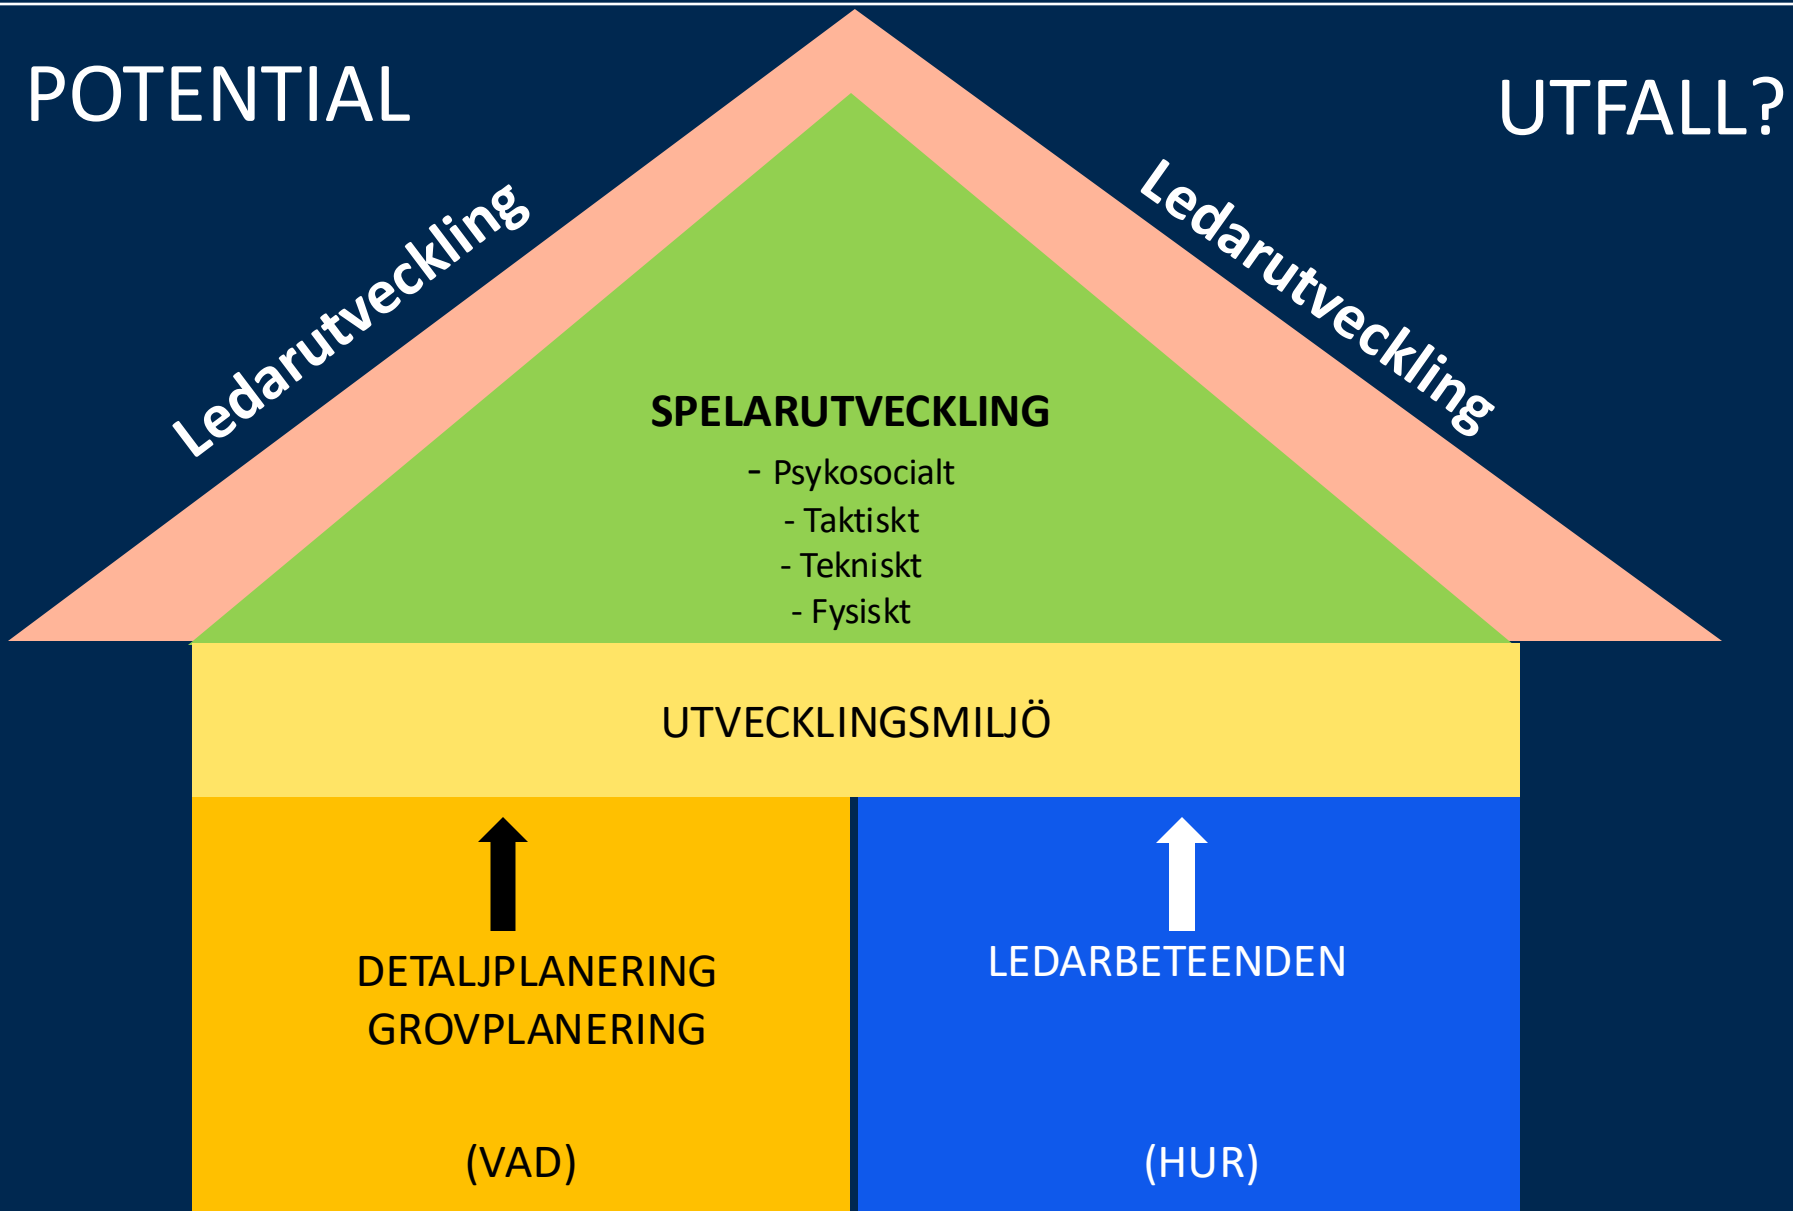 POTENTIAL
UTFALL?
Ledarutveckling
Ledarutveckling
SPELARUTVECKLING
- Psykosocialt
- Taktiskt
- Tekniskt
- Fysiskt
UTVECKLINGSMILJÖ
DETALJPLANERING
GROVPLANERING
(VAD)
LEDARBETEENDEN
(HUR)